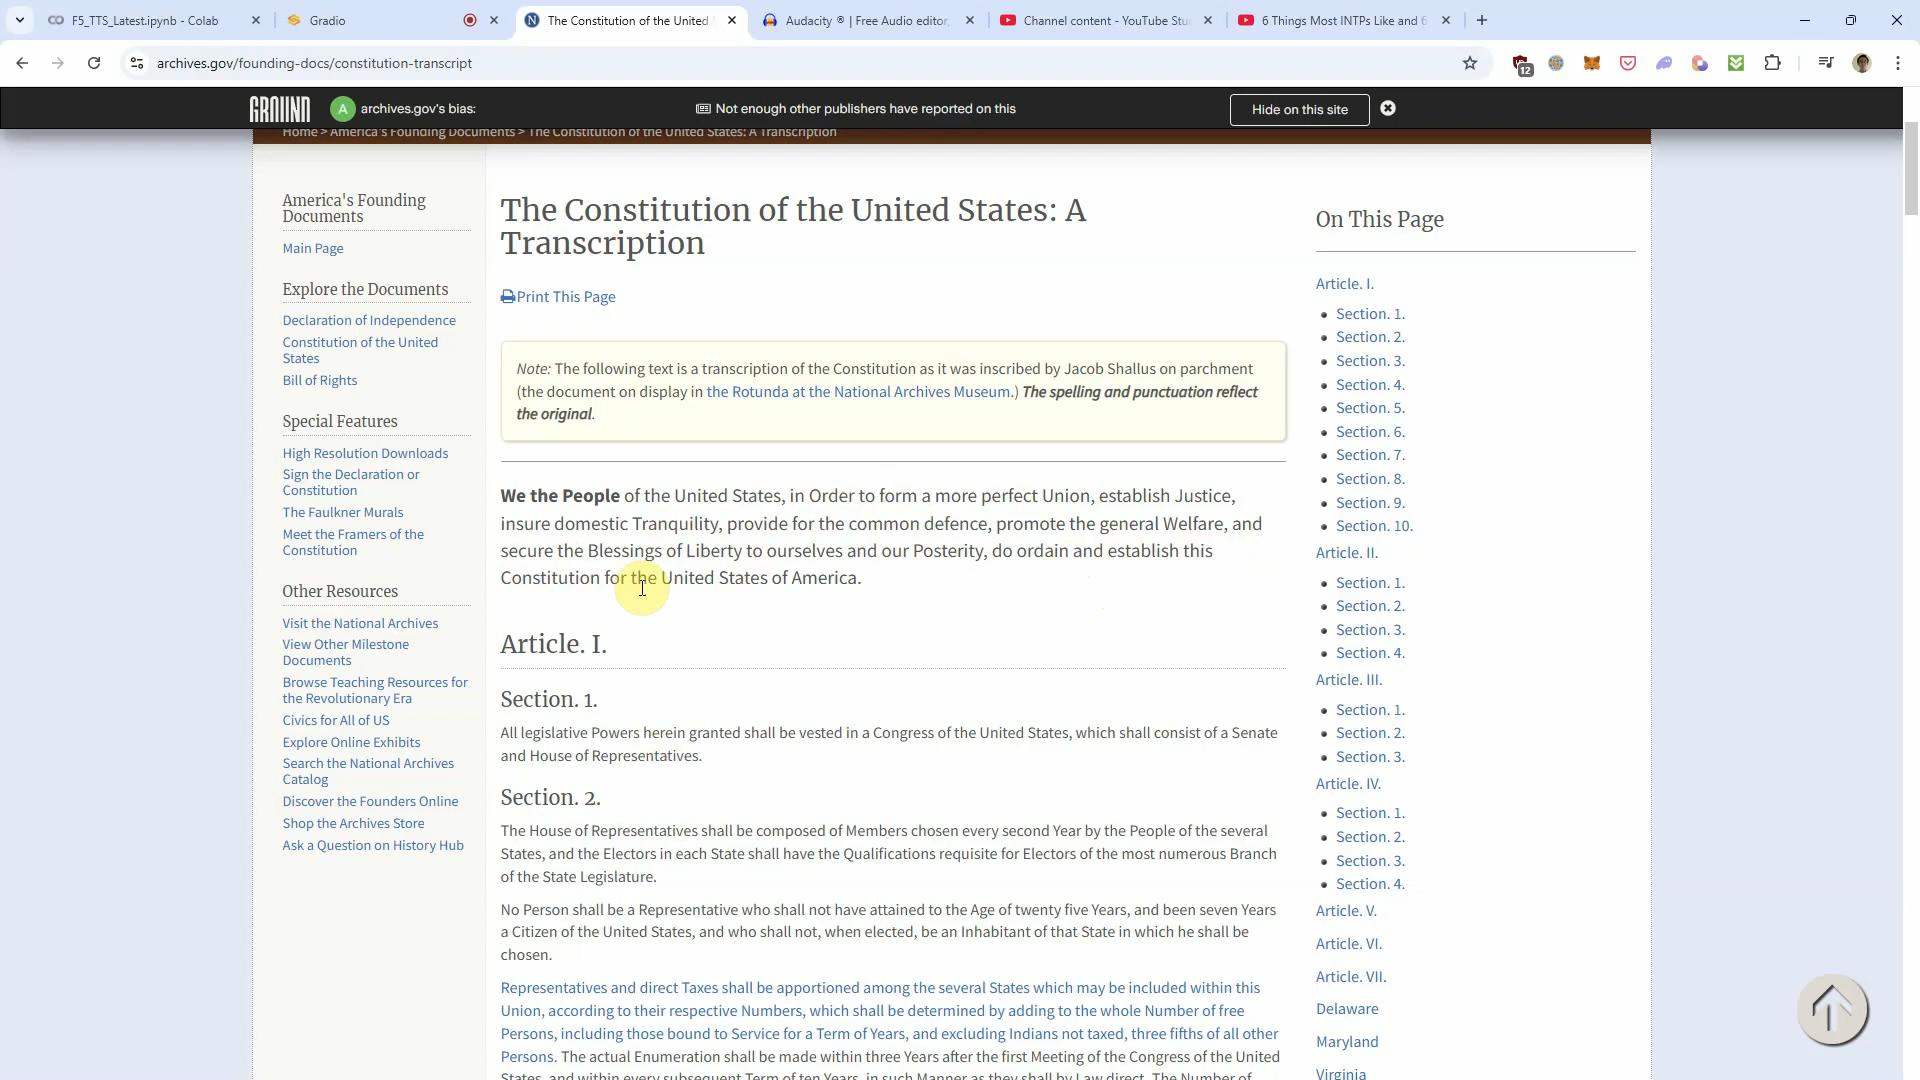 F5_TTS_Latest.ipynb - Colab
Gradio
The Constitution of the United
Audacity ® | Free Audio editor,
Channel content - YouTube Stu
6 Things Most INTPs Like and 6
archives.gov/founding-docs/constitution-transcript
12
GROUND
A
archives.gov's bias:
Not enough other publishers have reported on this
Hide on this site
Home > America's Founding Documents > The Constitution of the United States: A Transcription
America's Founding
Documents
Main Page
Explore the Documents
Declaration of Independence
Constitution of the United
States
Bill of Rights
Special Features
High Resolution Downloads
Sign the Declaration or
Constitution
The Faulkner Murals
Meet the Framers of the
Constitution
Other Resources
Visit the National Archives
View Other Milestone
Documents
Browse Teaching Resources for
the Revolutionary Era
Civics for All of US
Explore Online Exhibits
Search the National Archives
Catalog
Discover the Founders Online
Shop the Archives Store
Ask a Question on History Hub
The Constitution of the United States: A
Transcription
Print This Page
Note: The following text is a transcription of the Constitution as it was inscribed by Jacob Shallus on parchment
(the document on display in the Rotunda at the National Archives Museum.) The spelling and punctuation reflect
the original.
We the People of the United States, in Order to form a more perfect Union, establish Justice,
insure domestic Tranquility, provide for the common defence, promote the general Welfare, and
secure the Blessings of Liberty to ourselves and our Posterity, do ordain and establish this
Constitution for the United States of America.
Article. I.
Section. 1.
All legislative Powers herein granted shall be vested in a Congress of the United States, which shall consist of a Senate
and House of Representatives.
Section. 2.
The House of Representatives shall be composed of Members chosen every second Year by the People of the several
States, and the Electors in each State shall have the Qualifications requisite for Electors of the most numerous Branch
of the State Legislature.
No Person shall be a Representative who shall not have attained to the Age of twenty five Years, and been seven Years
a Citizen of the United States, and who shall not, when elected, be an Inhabitant of that State in which he shall be
chosen.
Representatives and direct Taxes shall be apportioned among the several States which may be included within this
Union, according to their respective Numbers, which shall be determined by adding to the whole Number of free
Persons, including those bound to Service for a Term of Years, and excluding Indians not taxed, three fifths of all other
Persons. The actual Enumeration shall be made within three Years after the first Meeting of the Congress of the United
States, and within every subsequent Term of ten Years, in such Manner as they shall by Law direct. The Number of
On This Page
Article. I.
Section. 1.
Section. 2.
Section. 3.
Section. 4.
Section. 5.
Section. 6.
Section. 7.
Section. 8.
Section. 9.
Section. 10.
Article. II.
Section. 1.
Section. 2.
Section. 3.
Section. 4.
Article. III.
Section. 1.
Section. 2.
Section. 3.
Article. IV.
Section. 1.
Section. 2.
Section. 3.
Section. 4.
Article. V.
Article. VI.
Article. VII.
Delaware
Maryland
Virginia